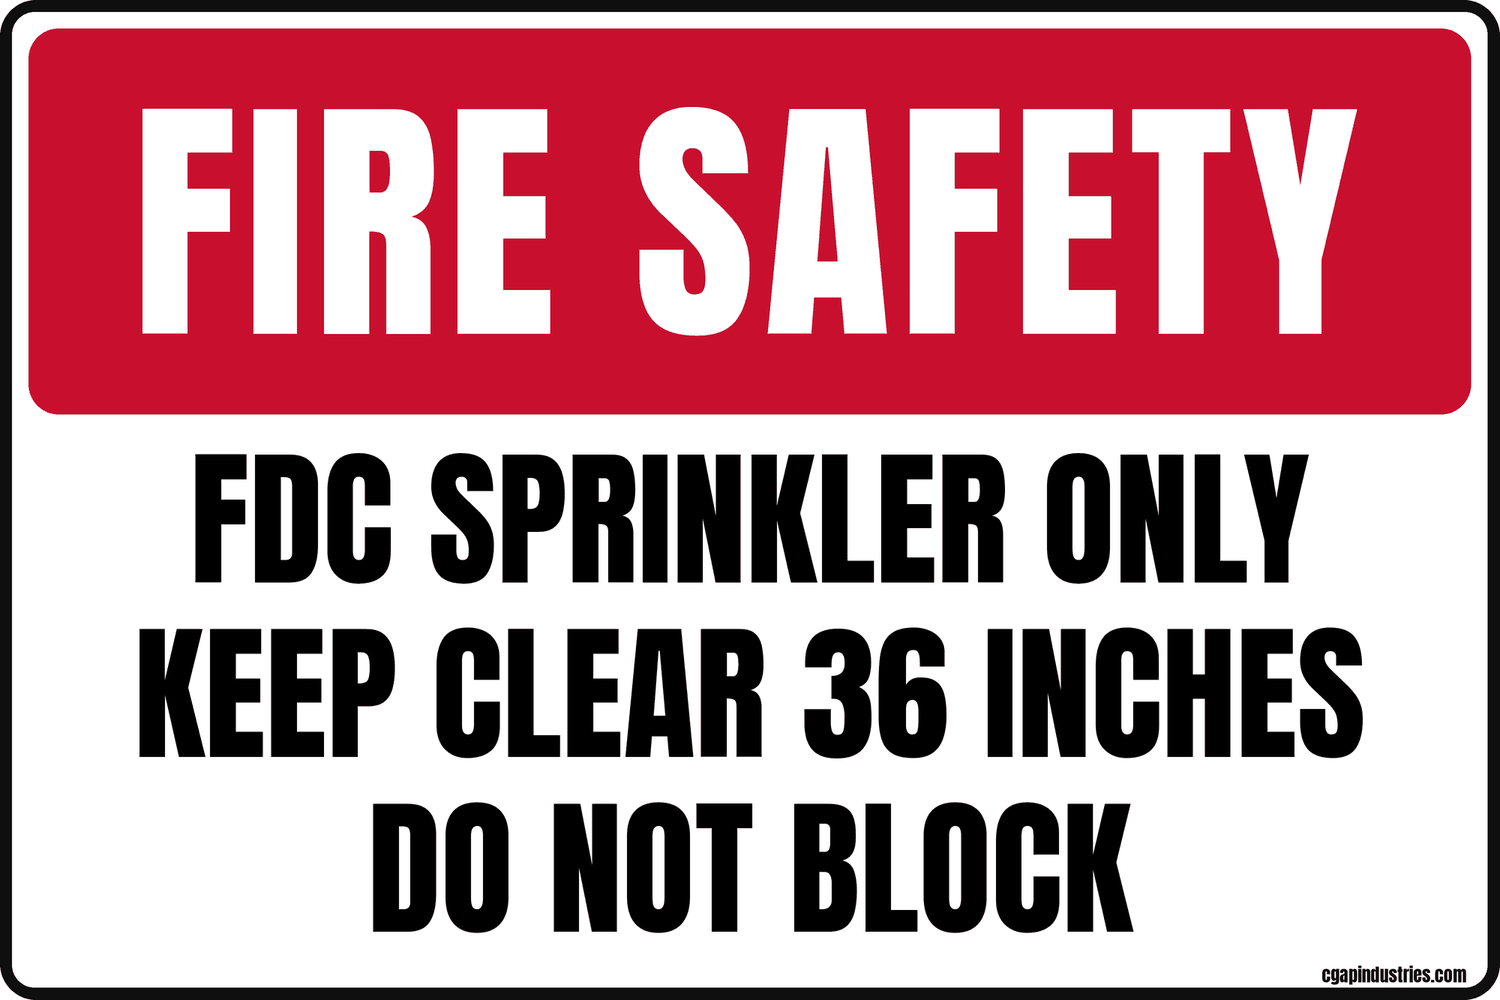 FIRE SAFETY
FDC SPRINKLER ONLY
KEEP CLEAR 36 INCHES
DO NOT BLOCK
cgapindustries.com